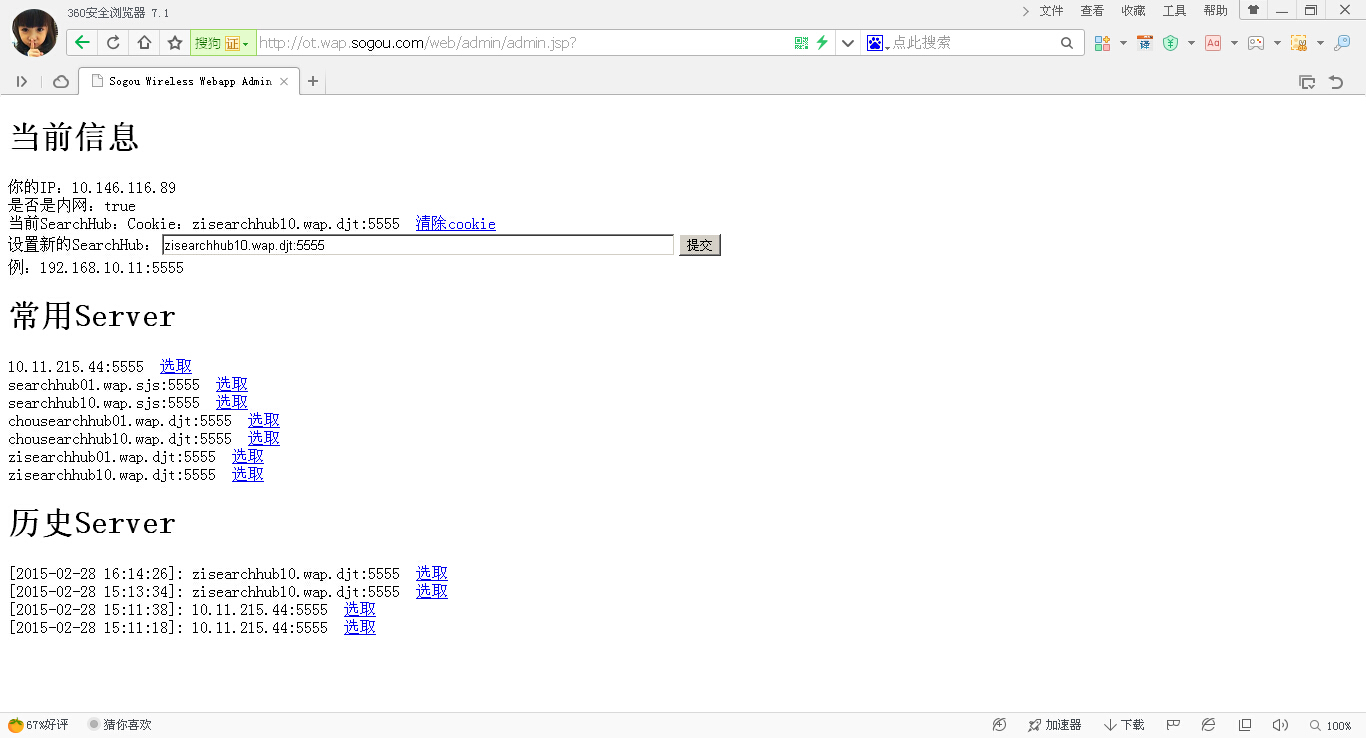 360安全浏览器 7.1
文件 查看 收藏 工具 帮助
搜狗 证 http://ot.wap.sogou.com/web/admin/admin.jsp? 点此搜索
译 Aa
Sogou Wireless Webapp Admin
当前信息
你的IP：10.146.116.89
是否是内网：true
当前SearchHub：Cookie：zisearchhub10.wap.djt:5555 清除cookie
设置新的SearchHub： zisearchhub10.wap.djt:5555 提交
例：192.168.10.11:5555
常用Server
10.11.215.44:5555 选取
searchhub01.wap.sjs:5555 选取
searchhub10.wap.sjs:5555 选取
chousearchhub01.wap.djt:5555 选取
chousearchhub10.wap.djt:5555 选取
zisearchhub01.wap.djt:5555 选取
zisearchhub10.wap.djt:5555 选取
历史Server
[2015-02-28 16:14:26]: zisearchhub10.wap.djt:5555 选取
[2015-02-28 15:13:34]: zisearchhub10.wap.djt:5555 选取
[2015-02-28 15:11:38]: 10.11.215.44:5555 选取
[2015-02-28 15:11:18]: 10.11.215.44:5555 选取
67%好评 猜你喜欢 加速器 下载 100%